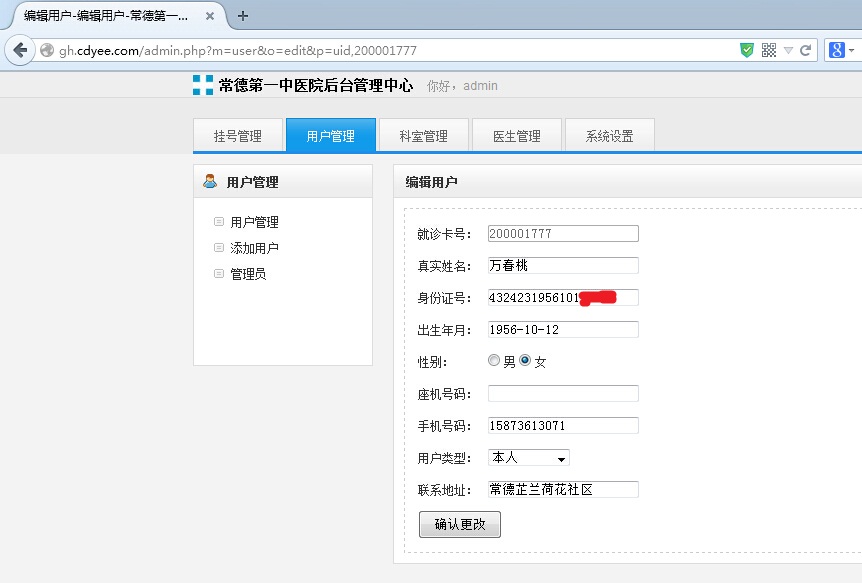 编辑用户-编辑用户-常德第一...
gh.cdyee.com/admin.php?m=user&o=edit&p=uid,200001777
常德第一中医院后台管理中心 你好，admin
挂号管理 用户管理 科室管理 医生管理 系统设置
用户管理
用户管理
添加用户
管理员
编辑用户
就诊卡号： 200001777
真实姓名： 万春桃
身份证号： 4324231956101
出生年月： 1956-10-12
性别： 男 女
座机号码：
手机号码： 15873613071
用户类型： 本人
联系地址： 常德芷兰荷花社区
确认更改